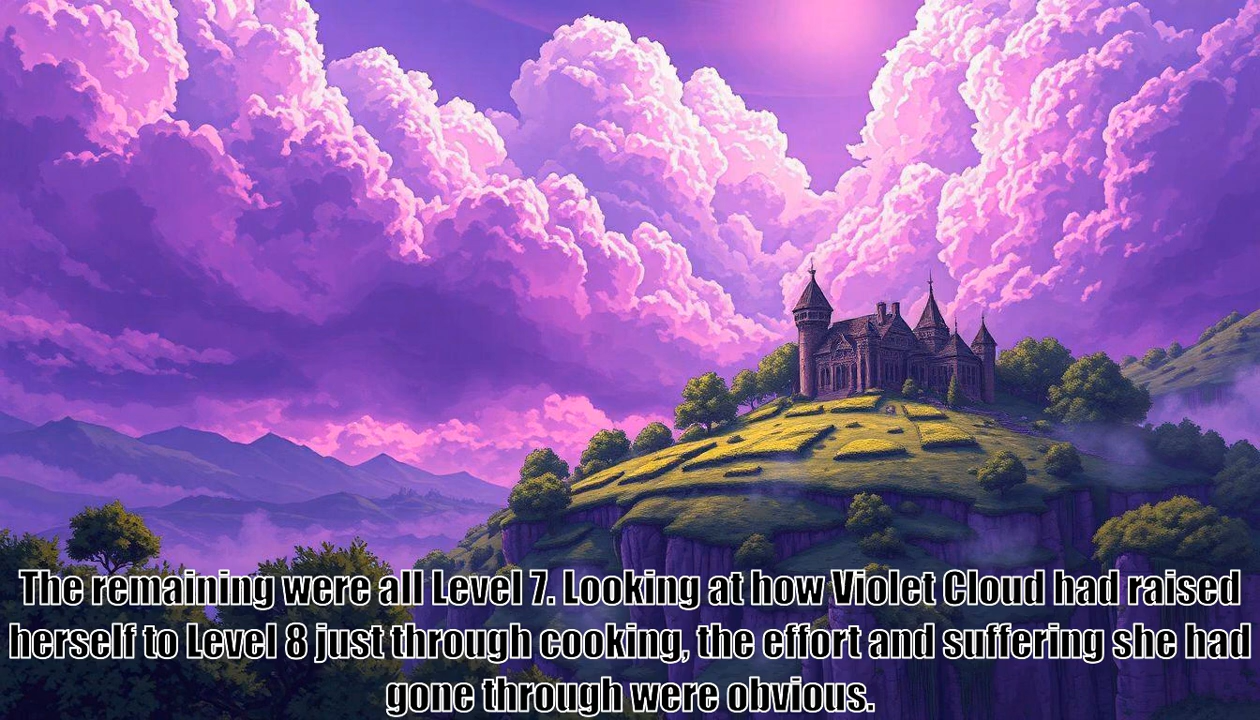 The remaining were all Level 7. Looking at how Violet Cloud had raised
herself to Level 8 just through cooking, the effort and suffering she had
gone through were obvious.